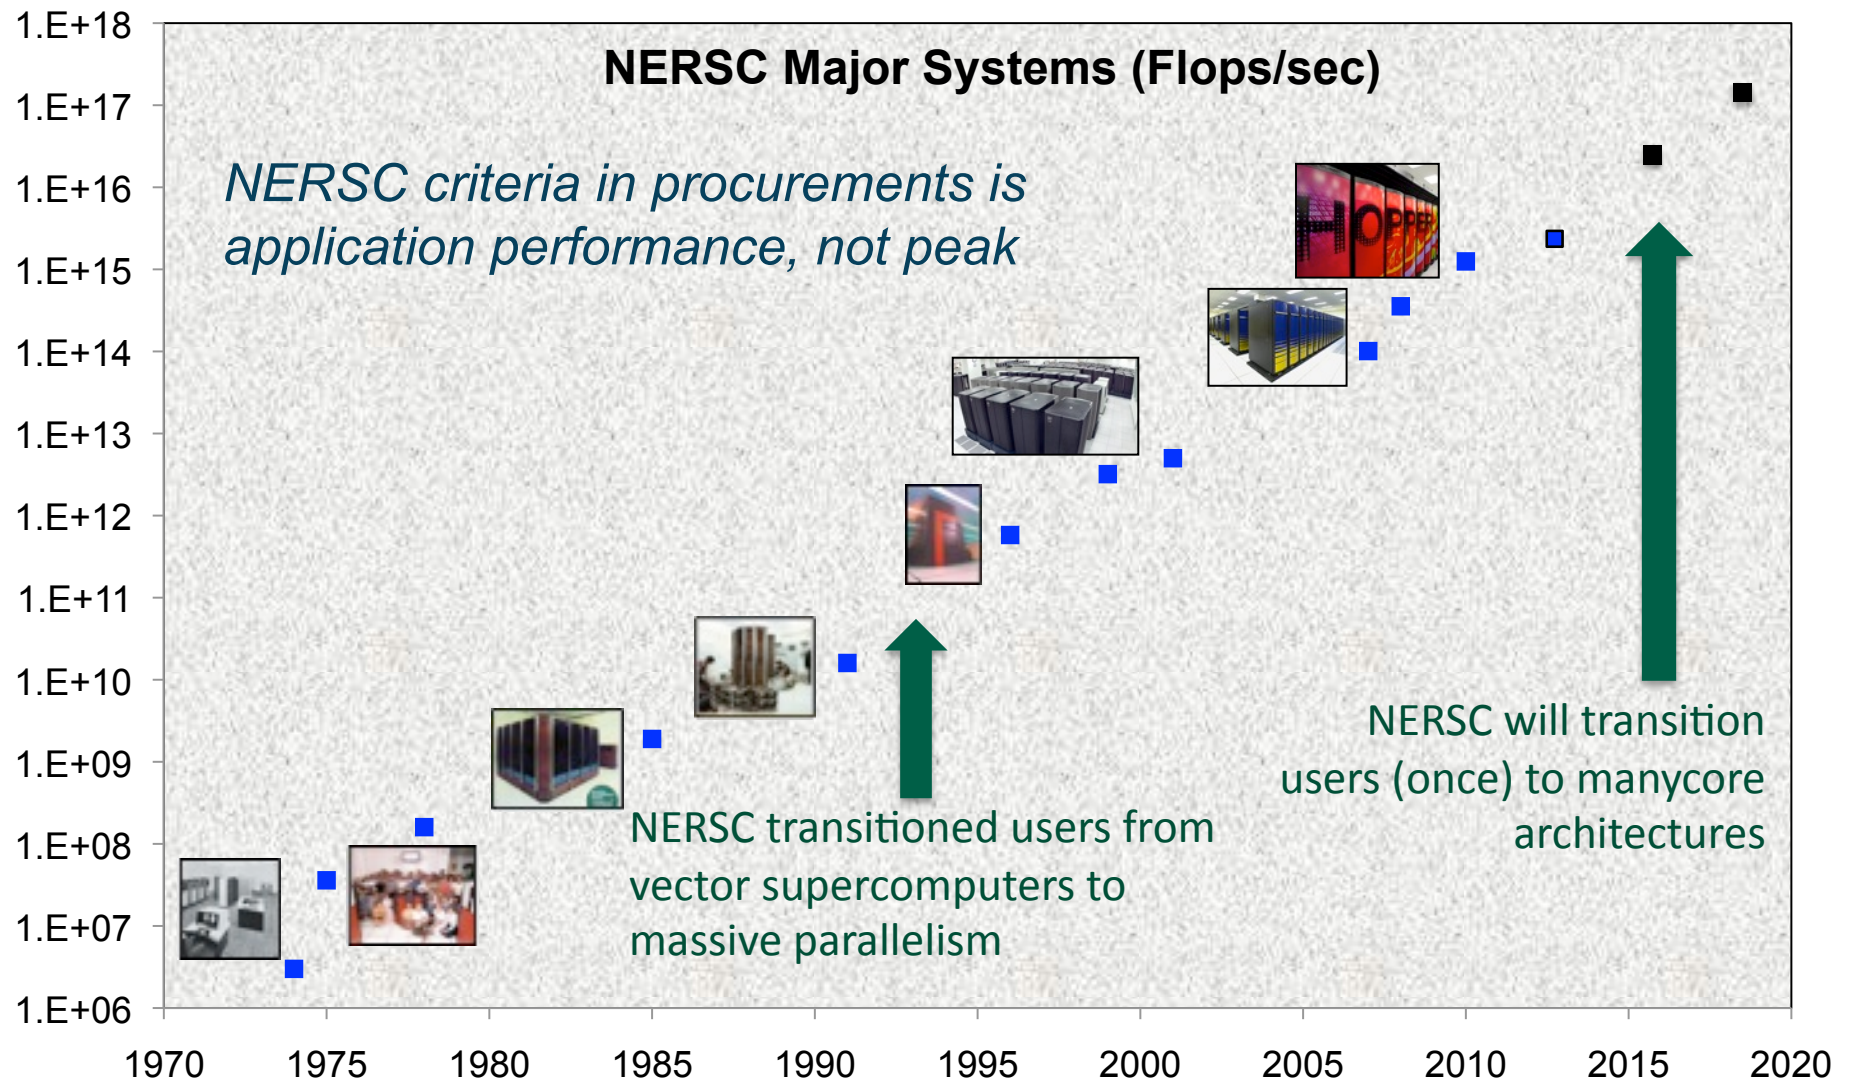 NERSC Major Systems (Flops/sec)
1.E+18
1.E+17
1.E+16
1.E+15
1.E+14
1.E+13
1.E+12
1.E+11
1.E+10
1.E+09
1.E+08
1.E+07
1.E+06
NERSC criteria in procurements is
application performance, not peak
HOPPER
NERSC transitioned users from
vector supercomputers to
massive parallelism
NERSC will transition
users (once) to manycore
architectures
1970 1975 1980 1985 1990 1995 2000 2005 2010 2015 2020